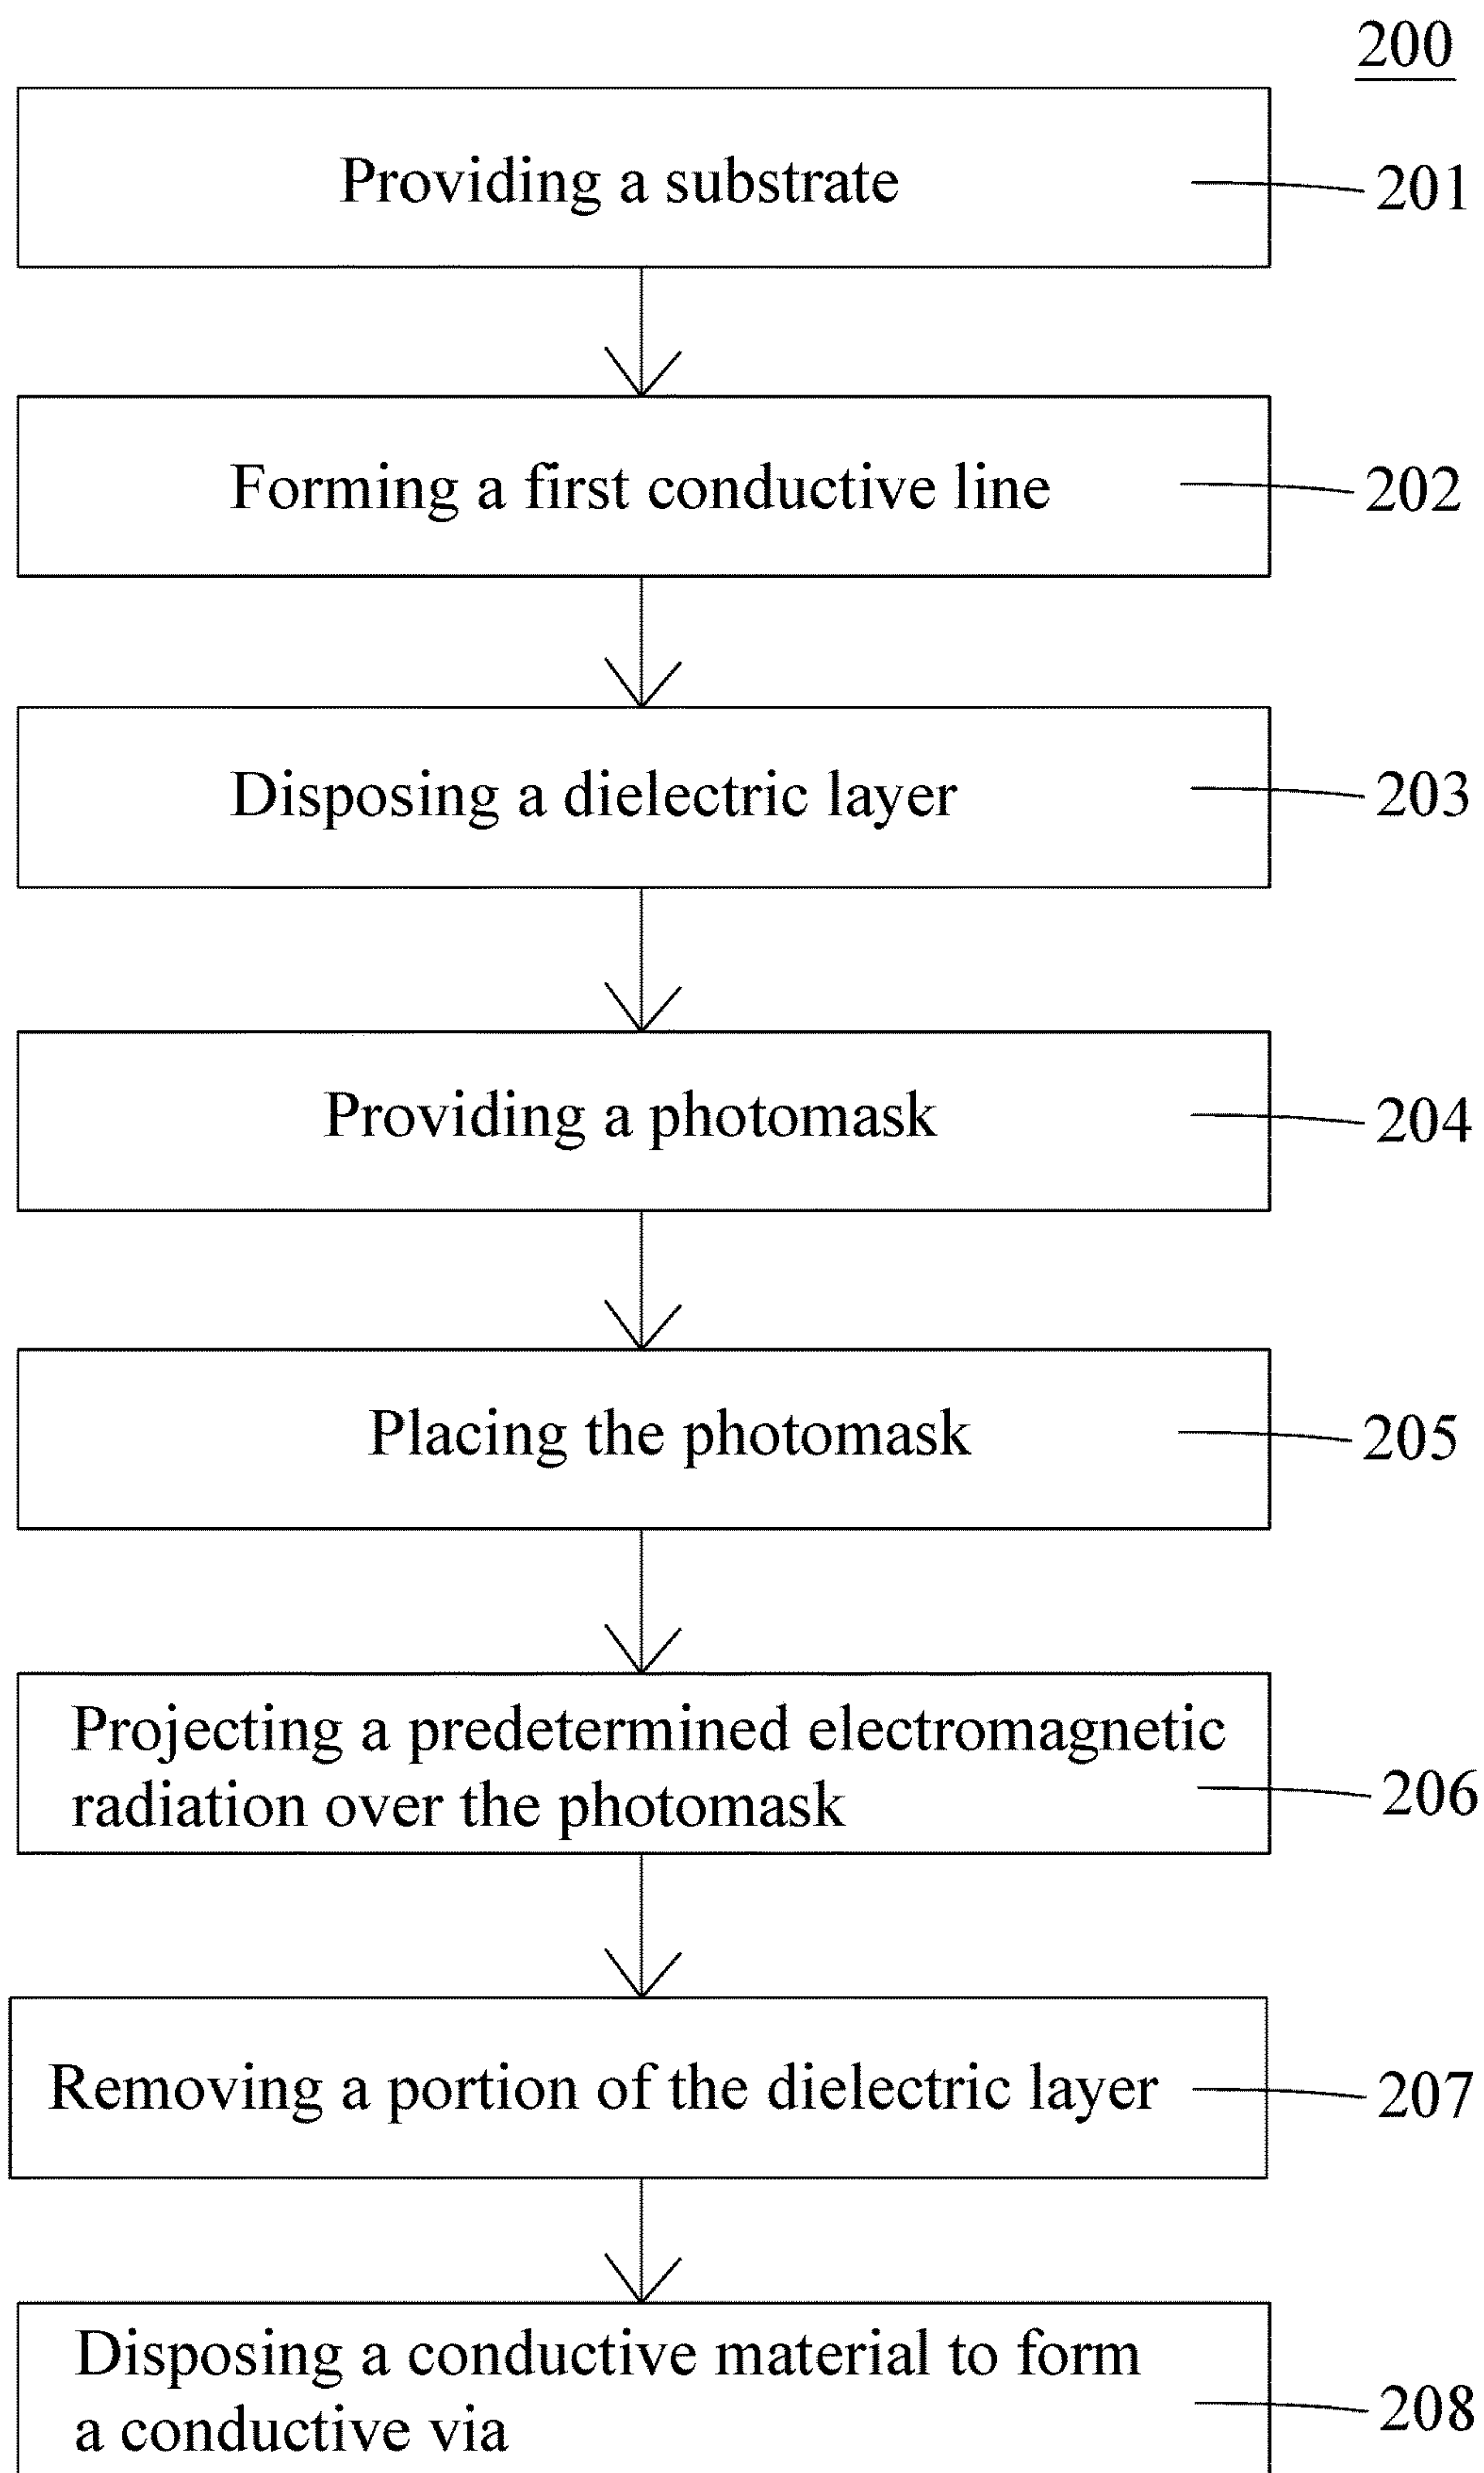 200
Providing a substrate
201
Forming a first conductive line
202
Disposing a dielectric layer
203
Providing a photomask
204
Placing the photomask
205
Projecting a predetermined electromagnetic
radiation over the photomask
206
Removing a portion of the dielectric layer
207
Disposing a conductive material to form
a conductive via
208